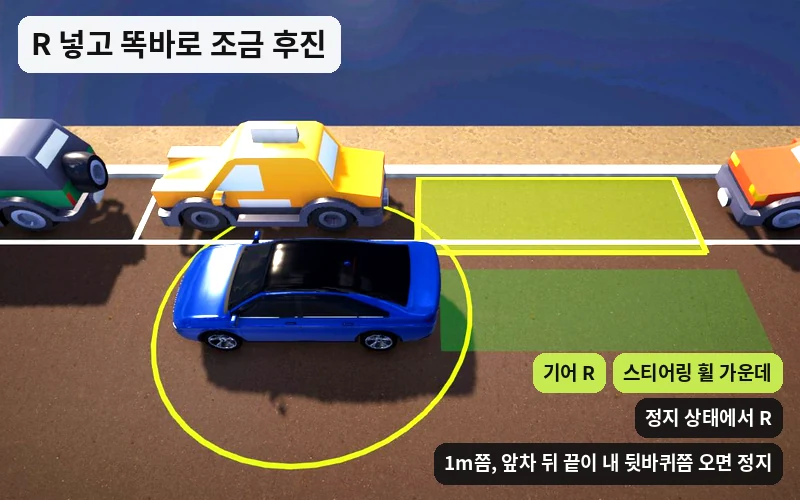 R 넣고 똑바로 조금 후진
기어 R
스티어링 휠 가운데
정지 상태에서 R
1m쯤, 앞차 뒤 끝이 내 뒷바퀴쯤 오면 정지